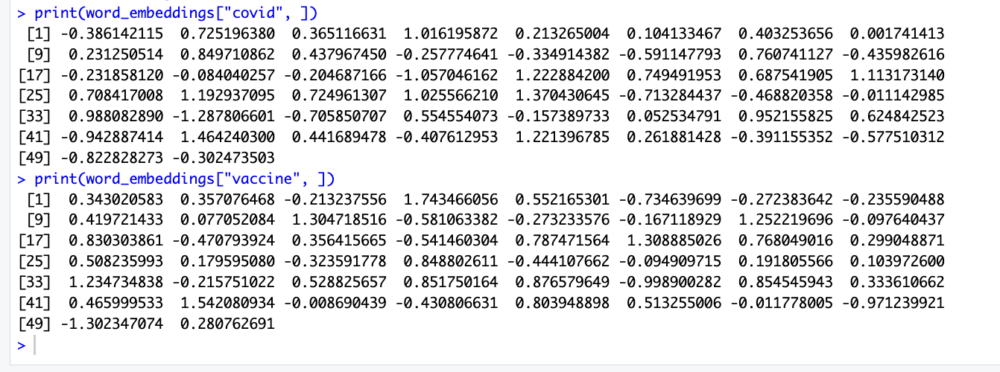 > print(word_embeddings["covid", ])
[1] -0.386142115 0.725196380 0.365116631 1.016195872 0.213265004 0.104133467 0.403253656 0.001741413
[9] 0.231250514 0.849710862 0.437967450 -0.257774641 -0.334914382 -0.591147793 0.760741127 -0.435982616
[17] -0.231858120 -0.084040257 -0.204687166 -1.057046162 1.222884200 0.749491953 0.687541905 1.113173140
[25] 0.708417008 1.192937095 0.724961307 1.025566210 1.370430645 -0.713284437 -0.468820358 -0.011142985
[33] 0.988082890 -1.287806601 -0.705850707 0.554554073 -0.157389733 0.052534791 0.952155825 0.624842523
[41] -0.942887414 1.464240300 0.441689478 -0.407612953 1.221396785 0.261881428 -0.391155352 -0.577510312
[49] -0.822828273 -0.302473503
> print(word_embeddings["vaccine", ])
[1] 0.343020583 0.357076468 -0.213237556 1.743466056 0.552165301 -0.734639699 -0.272383642 -0.235590488
[9] 0.419721433 0.077052084 1.304718516 -0.581063382 -0.273233576 -0.167118929 1.252219696 -0.097640437
[17] 0.830303861 -0.470793924 0.356415665 -0.541460304 0.787471564 1.308885026 0.768049016 0.299048871
[25] 0.508235993 0.179595080 -0.323591778 0.848802611 -0.444107662 -0.094909715 0.191805566 0.103972600
[33] 1.234734838 -0.215751022 0.528825657 0.851750164 0.876579649 -0.998900282 0.854545943 0.333610662
[41] 0.465999533 1.542080934 -0.008690439 -0.430806631 0.803948898 0.513255006 -0.011778005 -0.971239921
[49] -1.302347074 0.280762691
>